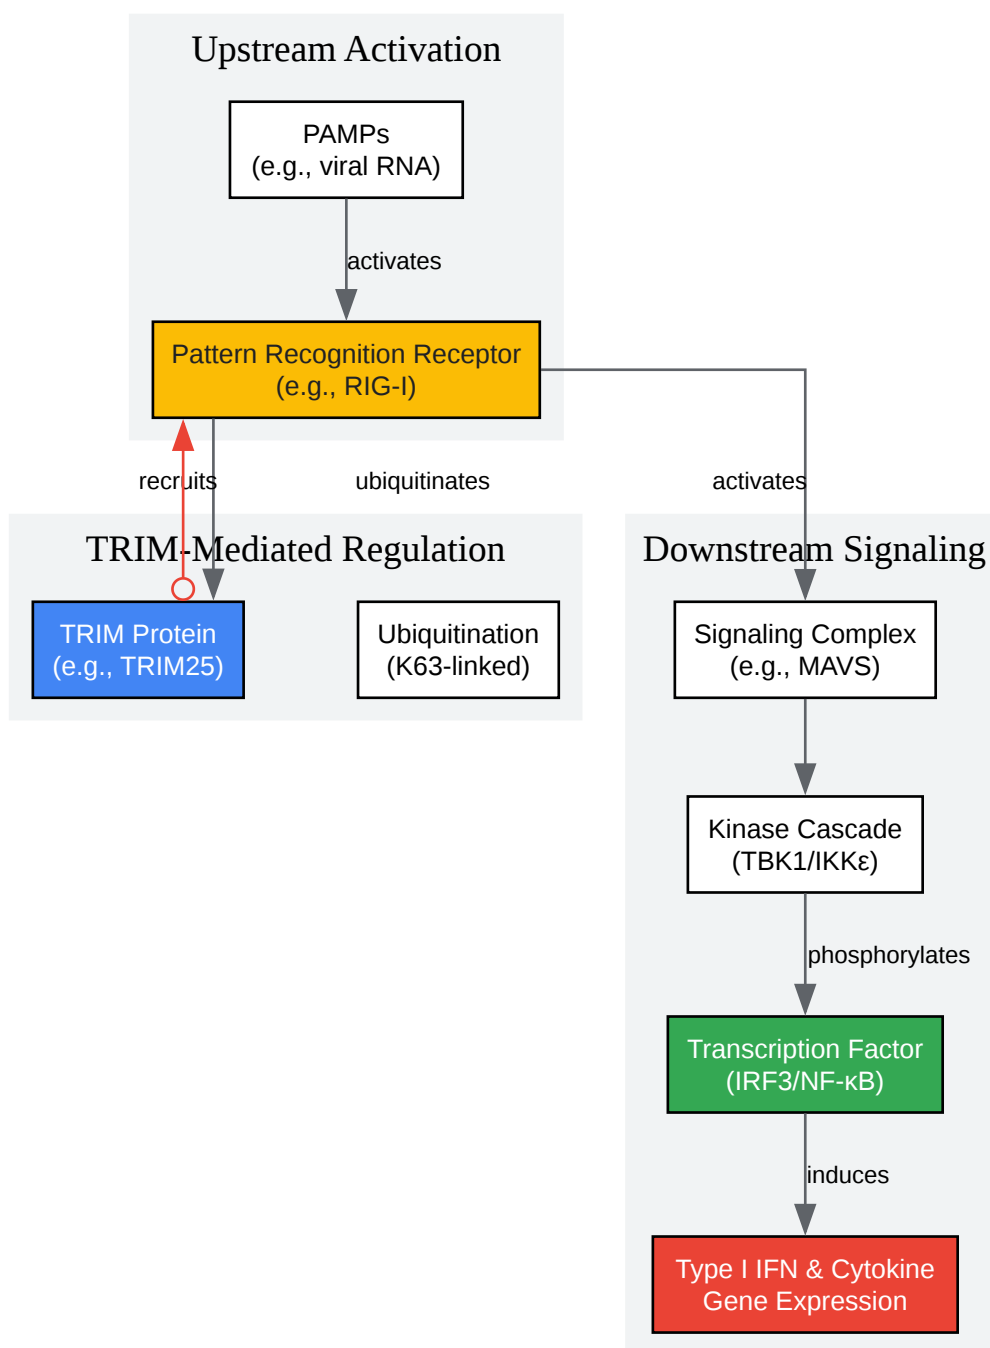 Upstream Activation
PAMPs
(e.g., viral RNA)
activates
Pattern Recognition Receptor
(e.g., RIG-I)
recruits
ubiquitinates
activates
TRIM-Mediated Regulation
TRIM Protein
(e.g., TRIM25)
Ubiquitination
(K63-linked)
Downstream Signaling
Signaling Complex
(e.g., MAVS)
Kinase Cascade
(TBK1/IKKε)
phosphorylates
Transcription Factor
(IRF3/NF-κB)
induces
Type I IFN & Cytokine
Gene Expression